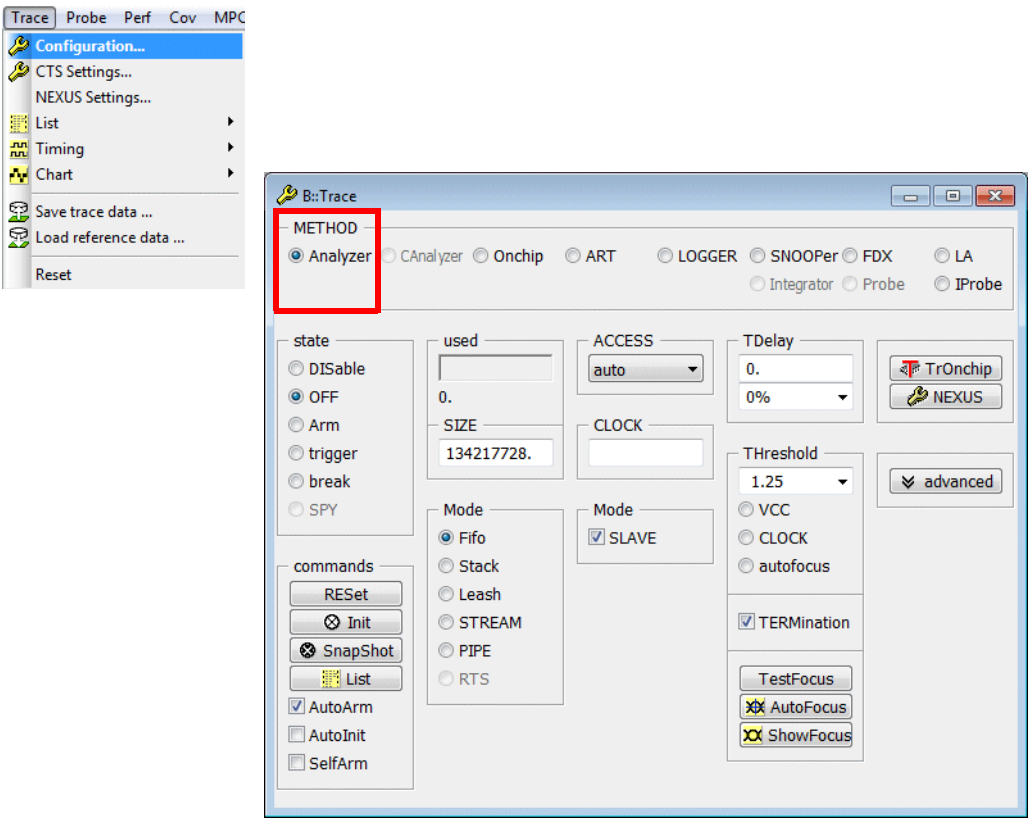 Trace Probe Perf Cov MPC
Configuration...
CTS Settings...
NEXUS Settings...
List
Timing
Chart
Save trace data ...
Load reference data ...
Reset
B::Trace
METHOD
Analyzer CAnalyzer Onchip ART LOGGER SNOOPer FDX LA
Integrator Probe IProbe
state
DISable
OFF
Arm
trigger
break
SPY
commands
RESet
Init
SnapShot
List
AutoArm
AutoInit
SelfArm
used
0.
SIZE
134217728.
Mode
Fifo
Stack
Leash
STREAM
PIPE
RTS
ACCESS
auto
CLOCK
Mode
SLAVE
TDelay
0.
0%
THreshold
1.25
VCC
CLOCK
autofocus
TERMination
TestFocus
AutoFocus
ShowFocus
TrOnchip
NEXUS
advanced